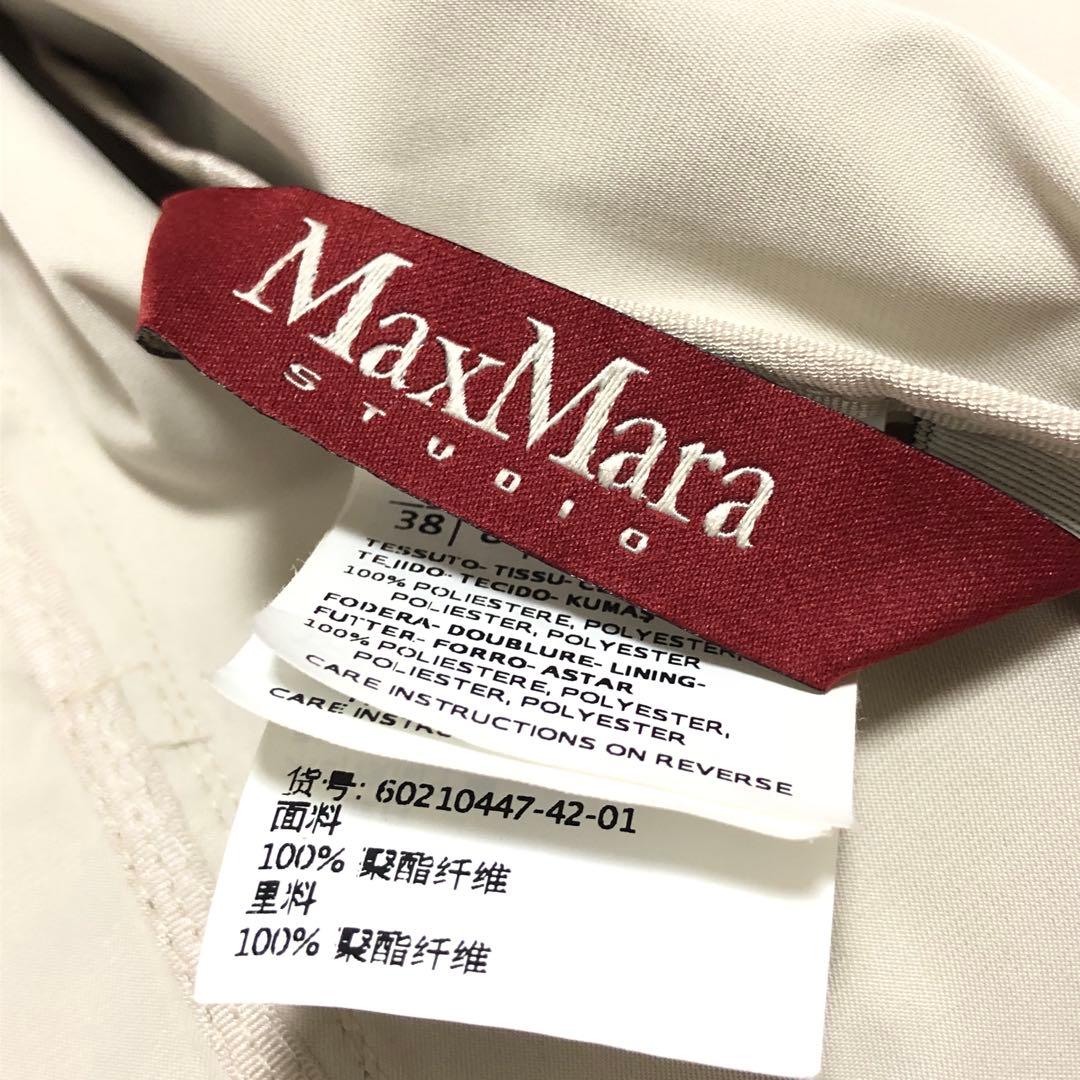 MaxMara
STUDIO
38
TESSUTO- TISSU-
TEJIDO- TECIDO- KUMAŞ
100% POLIESTERE, POLYESTER,
POLIESTER, POLYESTER
FODERA- DOUBLURE- LINING-
FUTTER- FORRO- ASTAR
100% POLIESTERE, POLYESTER,
POLIESTER, POLYESTER
CARE INSTRUCTIONS ON REVERSE
CARE
货号: 60210447-42-01
面料
100% 聚酯纤维
里料
100% 聚酯纤维